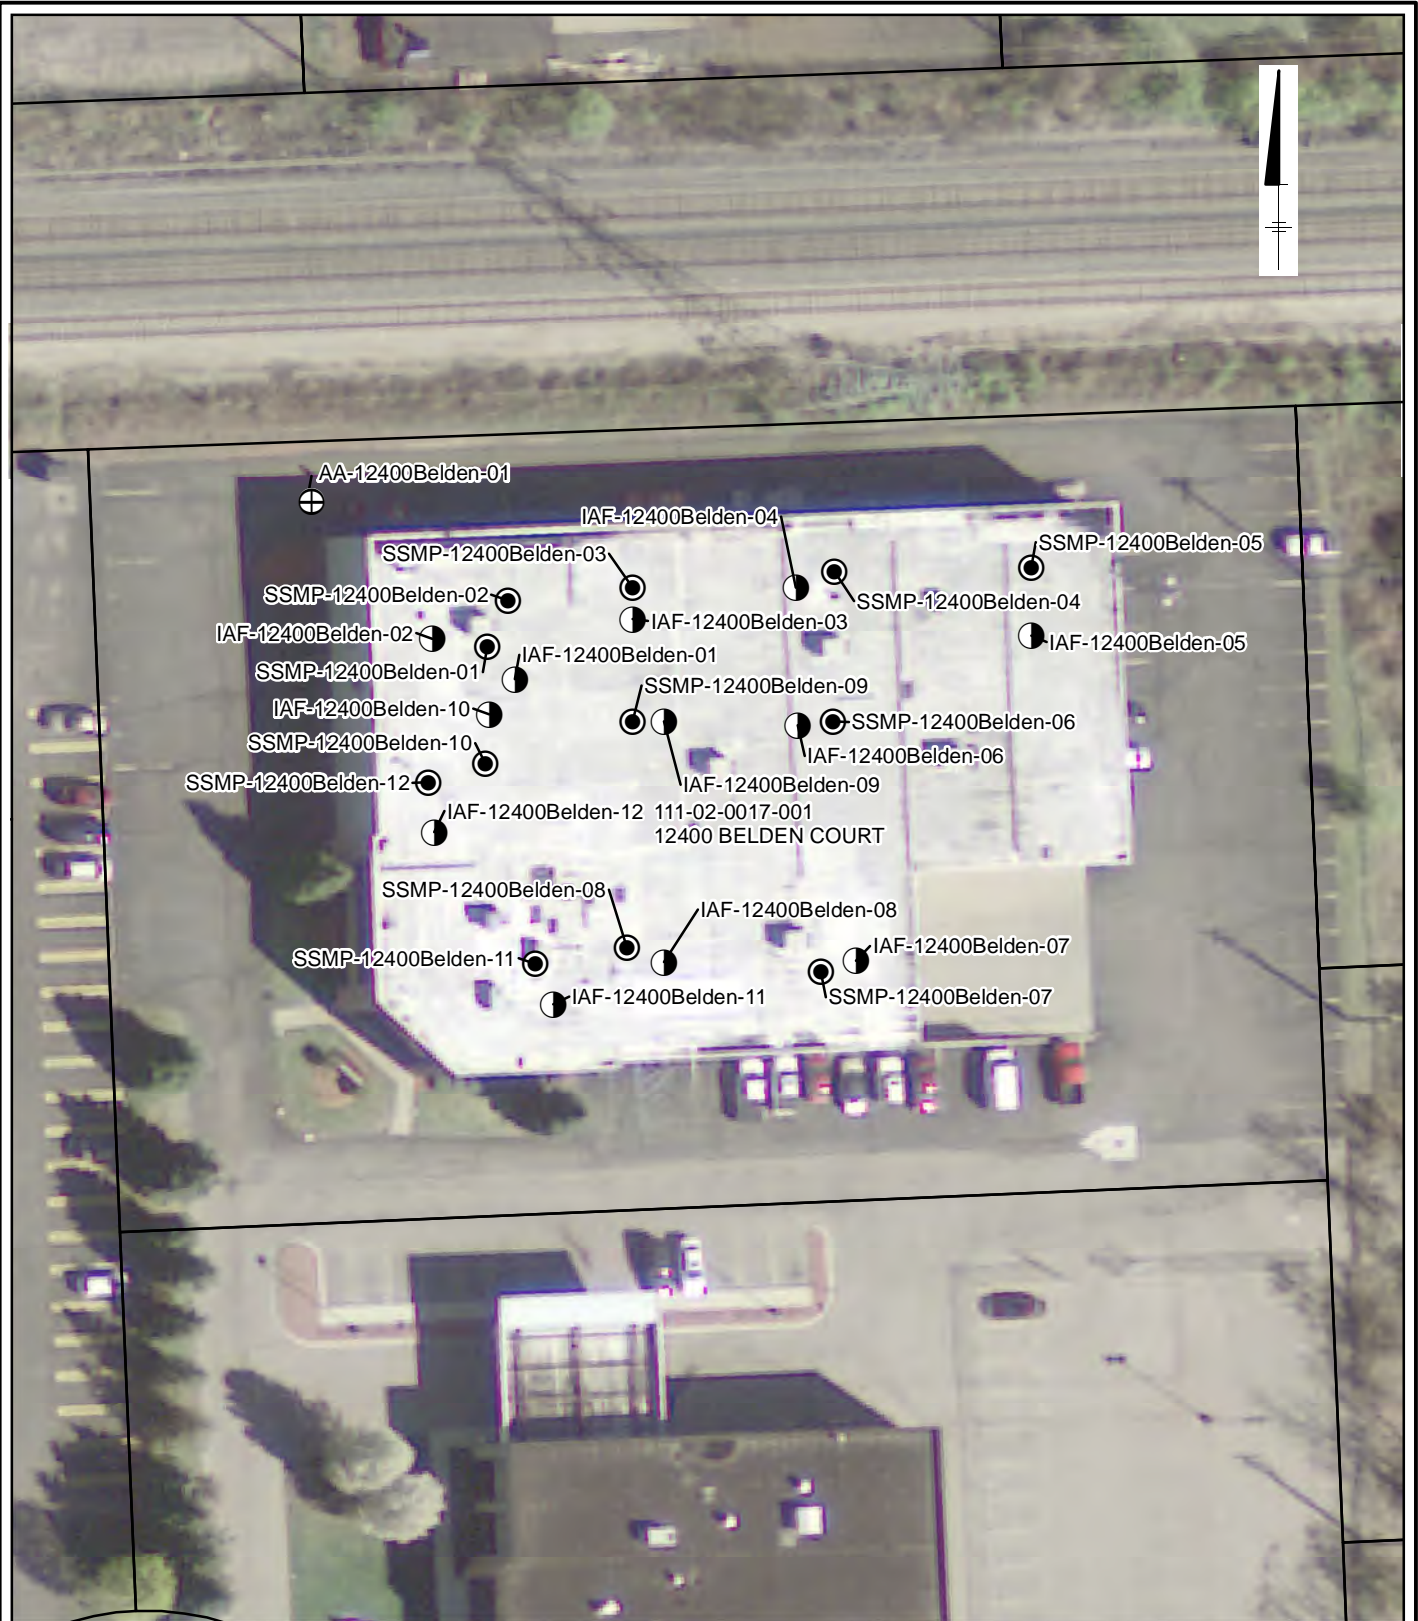 AA-12400Belden-01
IAF-12400Belden-04
SSMP-12400Belden-03
SSMP-12400Belden-05
SSMP-12400Belden-02
SSMP-12400Belden-04
IAF-12400Belden-03
IAF-12400Belden-02
IAF-12400Belden-05
IAF-12400Belden-01
SSMP-12400Belden-01
SSMP-12400Belden-09
IAF-12400Belden-10
SSMP-12400Belden-06
SSMP-12400Belden-10
IAF-12400Belden-06
SSMP-12400Belden-12
IAF-12400Belden-09
IAF-12400Belden-12
111-02-0017-001
12400 BELDEN COURT
SSMP-12400Belden-08
IAF-12400Belden-08
IAF-12400Belden-07
SSMP-12400Belden-11
IAF-12400Belden-11
SSMP-12400Belden-07